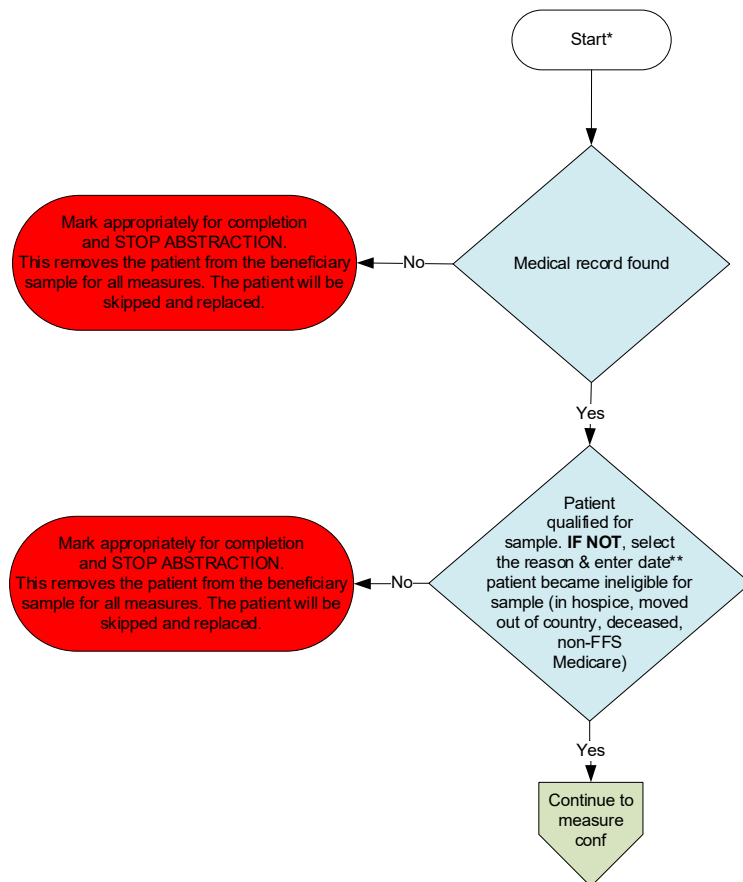 Start*
Medical record found
No
Mark appropriately for completion
and STOP ABSTRACTION.
This removes the patient from the beneficiary
sample for all measures. The patient will be
skipped and replaced.
Yes
Patient
qualified for
sample. IF NOT, select
the reason & enter date**
patient became ineligible for
sample (in hospice, moved
out of country, deceased,
non-FFS
Medicare)
No
Mark appropriately for completion
and STOP ABSTRACTION.
This removes the patient from the beneficiary
sample for all measures. The patient will be
skipped and replaced.
Yes
Continue to
measure
conf